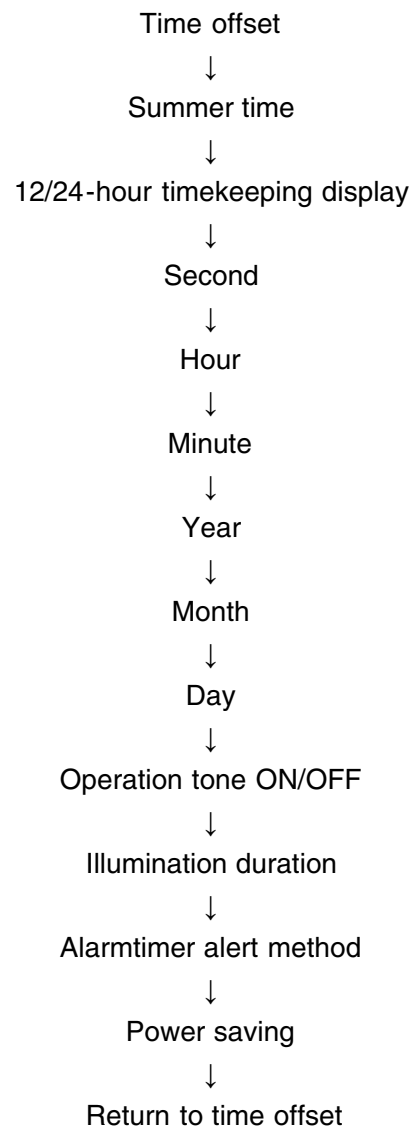 Time offset
↓
Summer time
↓
12/24-hour timekeeping display
↓
Second
↓
Hour
↓
Minute
↓
Year
↓
Month
↓
Day
↓
Operation tone ON/OFF
↓
Illumination duration
↓
Alarmtimer alert method
↓
Power saving
↓
Return to time offset